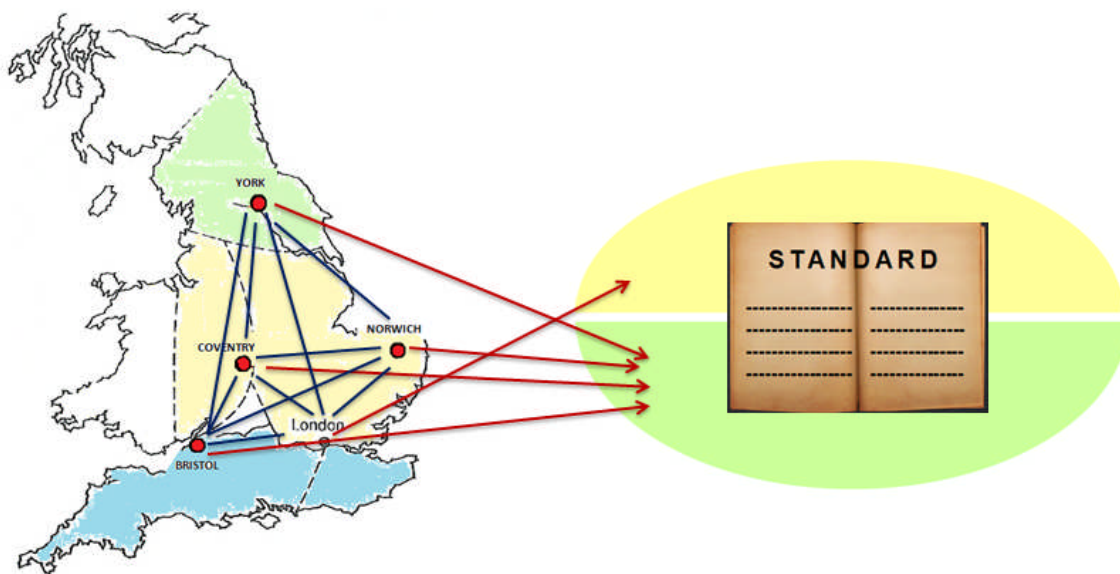 YORK
NORWICH
COVENTRY
London
BRISTOL
STANDARD